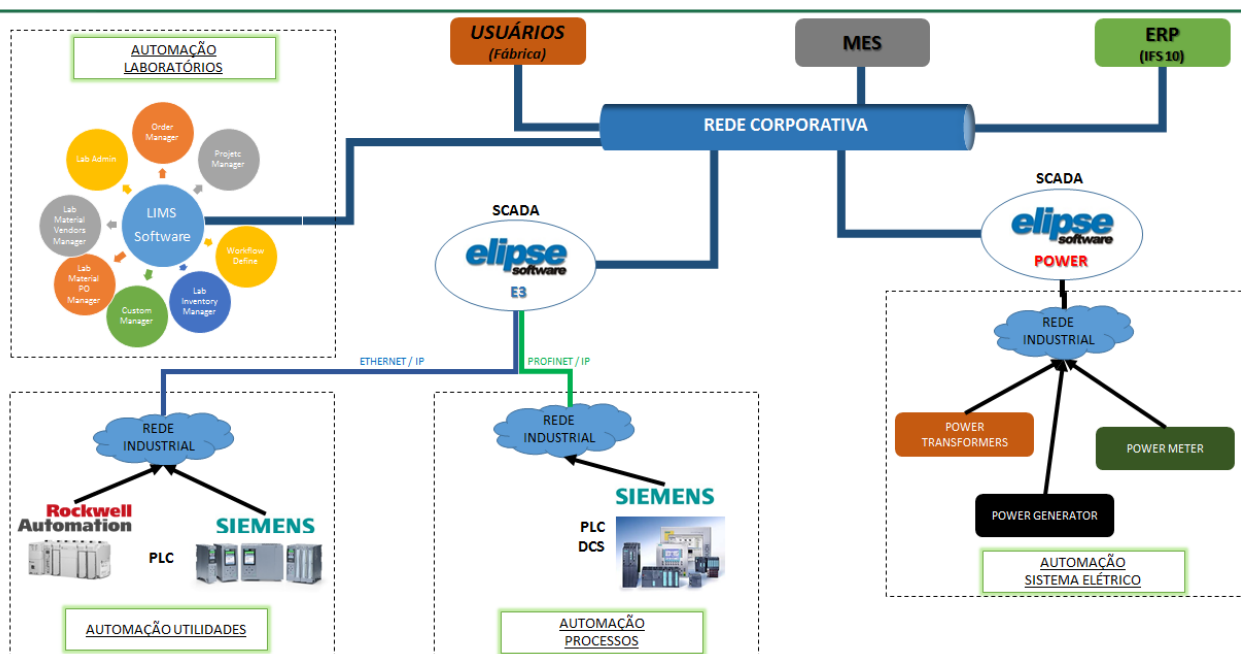 AUTOMAÇÃO
LABORATÓRIOS
USUÁRIOS
(Fábrica)
MES
ERP
(IFS 10)
REDE CORPORATIVA
Order
Manager
Lab Admin
Projetc
Manager
Lab
Material
Vendors
Manager
LIMS
Software
Workflow
Define
Lab
Material
PO
Manager
Custom
Manager
Lab
Inventory
Manager
SCADA
elipse
software
E3
SCADA
elipse
software
POWER
ETHERNET / IP
PROFINET / IP
REDE
INDUSTRIAL
POWER
TRANSFORMERS
POWER METER
POWER GENERATOR
AUTOMAÇÃO
SISTEMA ELÉTRICO
REDE
INDUSTRIAL
Rockwell
Automation
SIEMENS
PLC
AUTOMAÇÃO UTILIDADES
REDE
INDUSTRIAL
SIEMENS
PLC
DCS
AUTOMAÇÃO
PROCESSOS